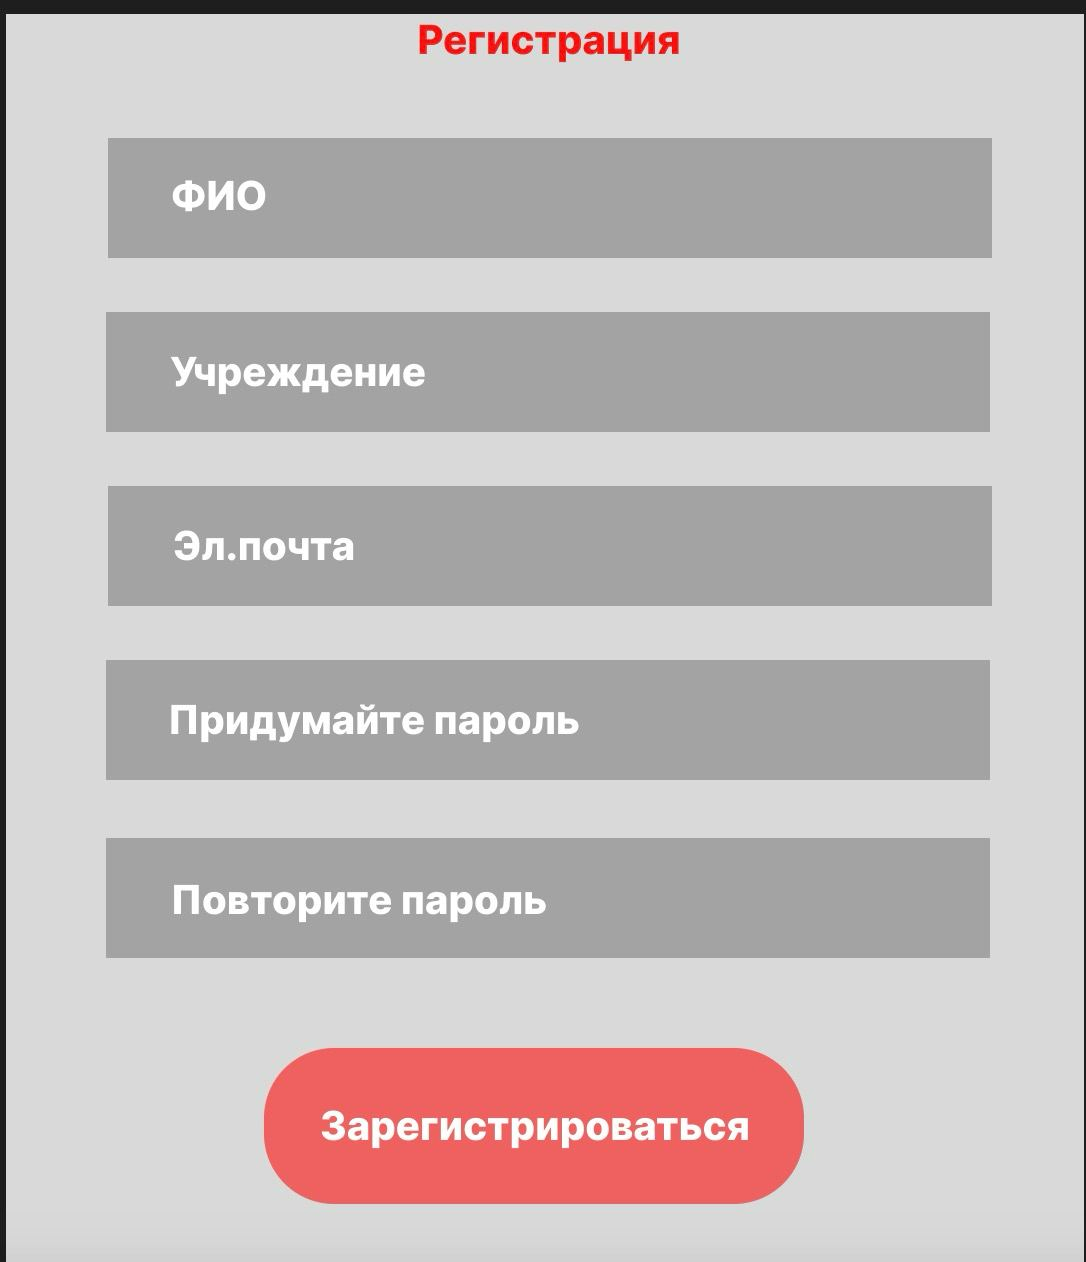 Регистрация
ФИО
Учреждение
Эл.почта
Придумайте пароль
Повторите пароль
Зарегистрироваться